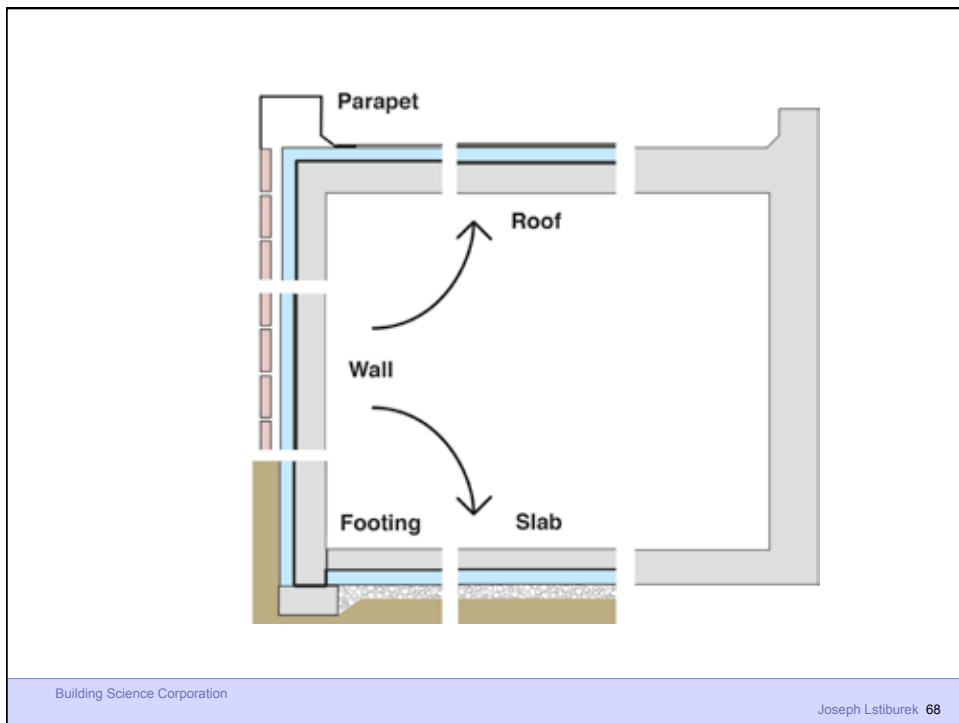 Parapet
Roof
Wall
Footing
Slab
Building Science Corporation
Joseph Lstiburek 68